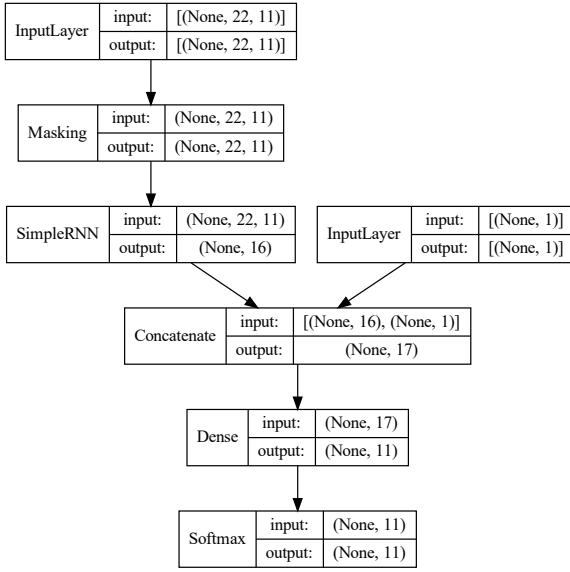 InputLayer
input: [(None, 22, 11)]
output: [(None, 22, 11)]
Masking
input: (None, 22, 11)
output: (None, 22, 11)
SimpleRNN
input: (None, 22, 11)
output: (None, 16)
InputLayer
input: [(None, 1)]
output: [(None, 1)]
Concatenate
input: [(None, 16), (None, 1)]
output: (None, 17)
Dense
input: (None, 17)
output: (None, 11)
Softmax
input: (None, 11)
output: (None, 11)